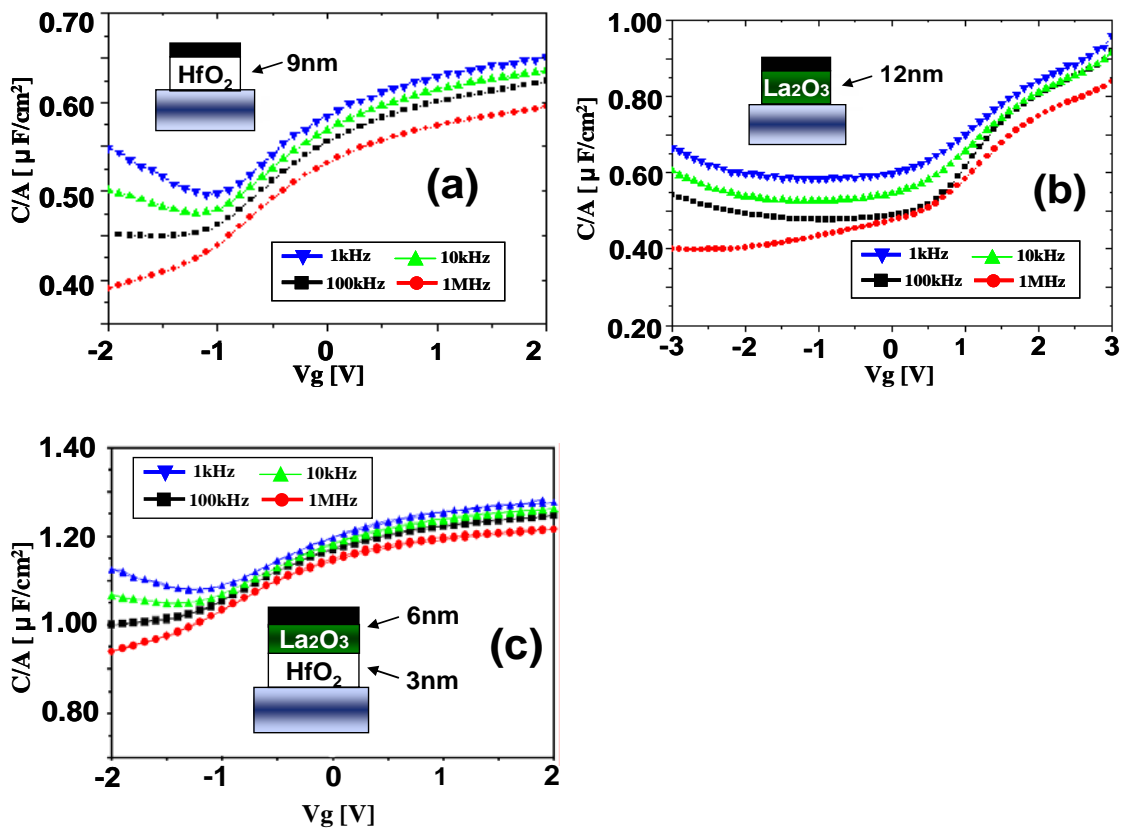 0.70
0.60
0.50
0.40
C/A [ μ F/cm²]
HfO₂
9nm
(a)
1kHz
10kHz
100kHz
1MHz
-2
-1
0
1
2
Vg [V]
(b)
1.00
0.80
0.60
0.40
0.20
C/A [ μ F/cm²]
La₂O₃
12nm
1kHz
10kHz
100kHz
1MHz
-3
-2
-1
0
1
2
3
Vg [V]
1.40
1.20
1.00
0.80
C/A [ μ F/cm²]
1kHz
10kHz
100kHz
1MHz
La₂O₃
6nm
HfO₂
3nm
(c)
-2
-1
0
1
2
Vg [V]